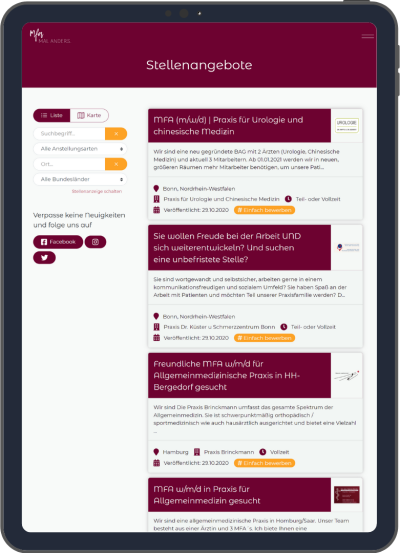 mfa
MAL ANDERS
Stellenangebote
Liste
Karte
Suchbegriff...
Alle Anstellungsarten
Ort...
Alle Bundesländer
Stellenanzeige schalten
Verpasse keine Neuigkeiten
und folge uns auf
Facebook
MFA (m/w/d) | Praxis für Urologie und
chinesische Medizin
UROLOGIE
Wir sind eine neu gegründete BAG mit 2 Ärzten (Urologie, Chinesische
Medizin) und aktuell 3 Mitarbeitern. Ab 01.01.2021 werden wir in neuen,
größeren Räumen mehr Mitarbeiter benötigen, um unsere Pati...
Bonn, Nordrhein-Westfalen
Praxis für Urologie und Chinesische Medizin
Teil- oder Vollzeit
Veröffentlicht: 29.10.2020
Einfach bewerben
Sie wollen Freude bei der Arbeit UND
sich weiterentwickeln? Und suchen
eine unbefristete Stelle?
Sie sind wortgewandt und selbstsicher, arbeiten gerne in einem
kommunikationsfreudigen und sozialem Umfeld? Sie haben Spaß an der
Arbeit mit Patienten und möchten Teil unserer Praxisfamilie werden? D...
Bonn, Nordrhein-Westfalen
Praxis Dr. Küster u Schmerzzentrum Bonn
Teil- oder Vollzeit
Veröffentlicht: 29.10.2020
Einfach bewerben
Freundliche MFA w/m/d für
Allgemeinmedizinische Praxis in HH-
Bergedorf gesucht
Wir sind Die Praxis Brinckmann umfasst das gesamte Spektrum der
Allgemeinmedizin. Sie ist schwerpunktmäßig orthopädisch /
sportmedizinisch wie auch hausärztlich ausgerichtet und bietet eine Vielzahl
...
Hamburg
Praxis Brinckmann
Vollzeit
Veröffentlicht: 29.10.2020
Einfach bewerben
MFA w/m/d in Praxis für
Allgemeinmedizin gesucht
Wir sind eine allgemeinmedizinische Praxis in Homburg/Saar. Unser Team
besteht aus einer Ärztin und 3 MFA´s. Ich biete Ihnen eine